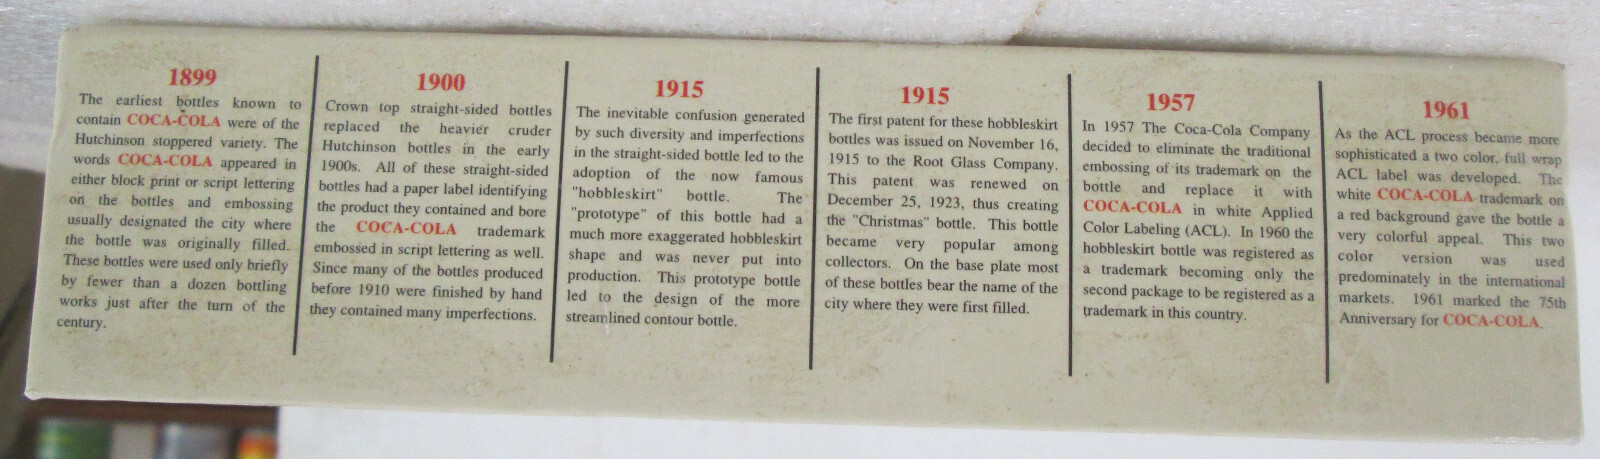 1899
The earliest bottles known to
contain COCA-COLA were of the
Hutchinson stoppered variety. The
words COCA-COLA appeared in
either block print or script lettering
on the bottles and embossing
usually designated the city where
the bottle was originally filled.
These bottles were used only briefly
by fewer than a dozen bottling
works just after the turn of the
century.
1900
Crown top straight-sided bottles
replaced the heavier cruder
Hutchinson bottles in the early
1900s. All of these straight-sided
bottles had a paper label identifying
the product they contained and bore
the COCA-COLA trademark
embossed in script lettering as well.
Since many of the bottles produced
before 1910 were finished by hand
they contained many imperfections.
1915
The inevitable confusion generated
by such diversity and imperfections
in the straight-sided bottle led to the
adoption of the now famous
"hobbleskirt" bottle. The
"prototype" of this bottle had a
much more exaggerated hobbleskirt
shape and was never put into
production. This prototype bottle
led to the design of the more
streamlined contour bottle.
1915
The first patent for these hobbleskirt
bottles was issued on November 16,
1915 to the Root Glass Company.
This patent was renewed on
December 25, 1923, thus creating
the "Christmas" bottle. This bottle
became very popular among
collectors. On the base plate most
of these bottles bear the name of the
city where they were first filled.
1957
In 1957 The Coca-Cola Company
decided to eliminate the traditional
embossing of its trademark on the
bottle and replace it with
COCA-COLA in white Applied
Color Labeling (ACL). In 1960 the
hobbleskirt bottle was registered as
a trademark becoming only the
second package to be registered as a
trademark in this country.
1961
As the ACL process became more
sophisticated a two color, full wrap
ACL label was developed. The
white COCA-COLA trademark on
a red background gave the bottle a
very colorful appeal. This two
color version was used
predominately in the international
markets. 1961 marked the 75th
Anniversary for COCA-COLA.